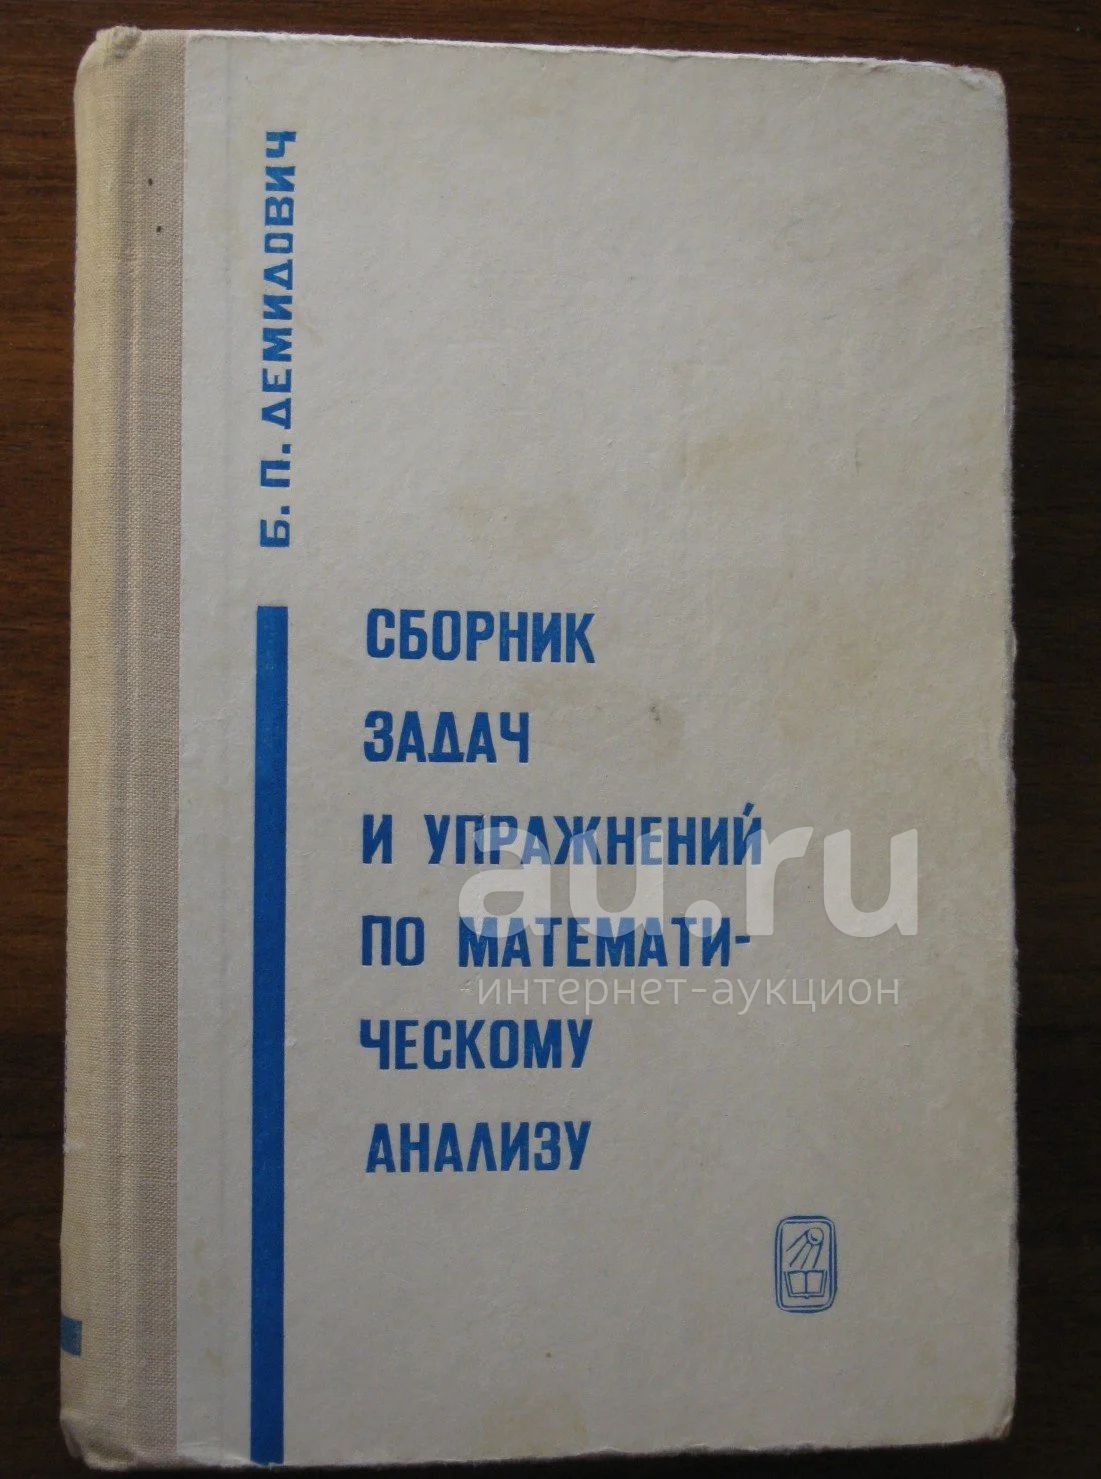 Б. П. ДЕМИДОВИЧ
СБОРНИК
ЗАДАЧ
И УПРАЖНЕНИЙ
ПО МАТЕМАТИ-
ЧЕСКОМУ
АНАЛИЗУ
au.ru
-интернет-аукцион